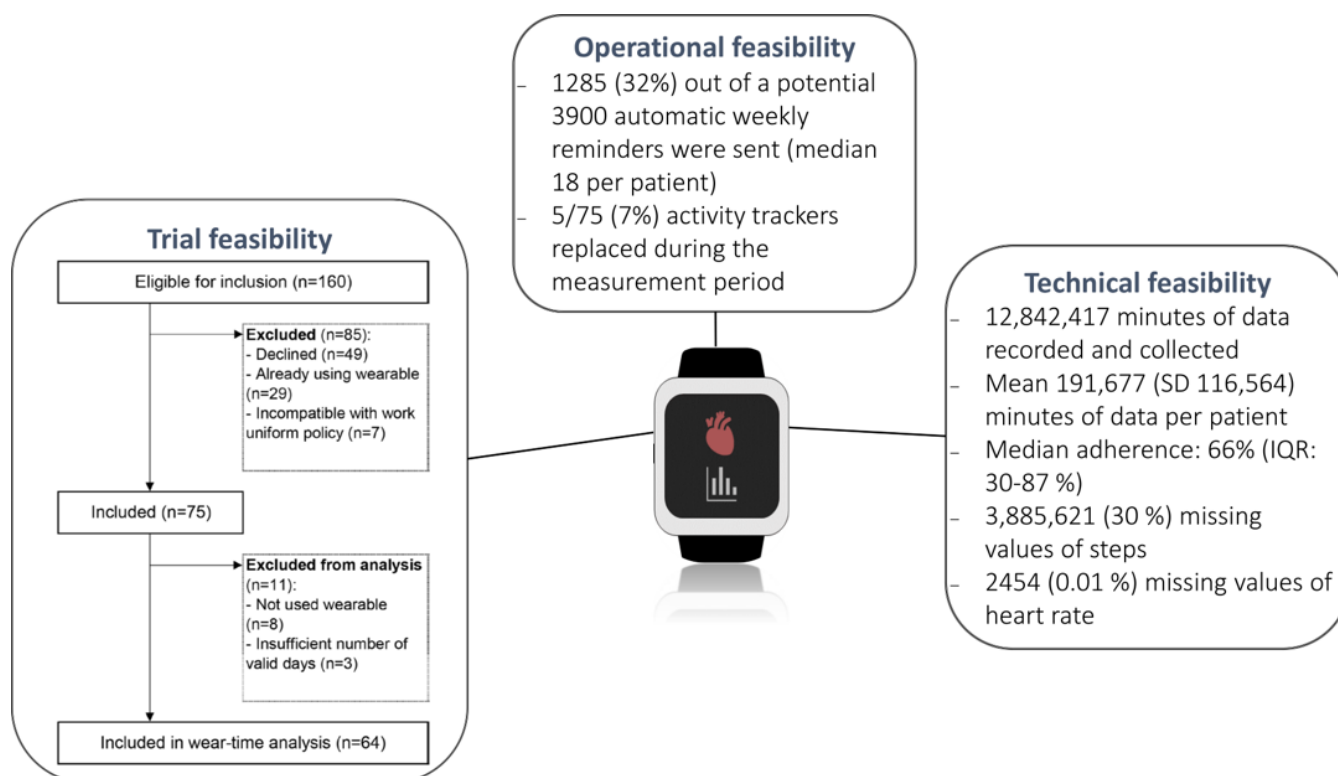 Operational feasibility
- 1285 (32%) out of a potential
3900 automatic weekly
reminders were sent (median
18 per patient)
- 5/75 (7%) activity trackers
replaced during the
measurement period
Trial feasibility
Eligible for inclusion (n=160)
Excluded (n=85):
- Declined (n=49)
- Already using wearable
(n=29)
- Incompatible with work
uniform policy (n=7)
Included (n=75)
Excluded from analysis
(n=11):
- Not used wearable
(n=8)
- Insufficient number of
valid days (n=3)
Included in wear-time analysis (n=64)
Technical feasibility
- 12,842,417 minutes of data
recorded and collected
- Mean 191,677 (SD 116,564)
minutes of data per patient
- Median adherence: 66% (IQR:
30-87 %)
- 3,885,621 (30 %) missing
values of steps
- 2454 (0.01 %) missing values of
heart rate